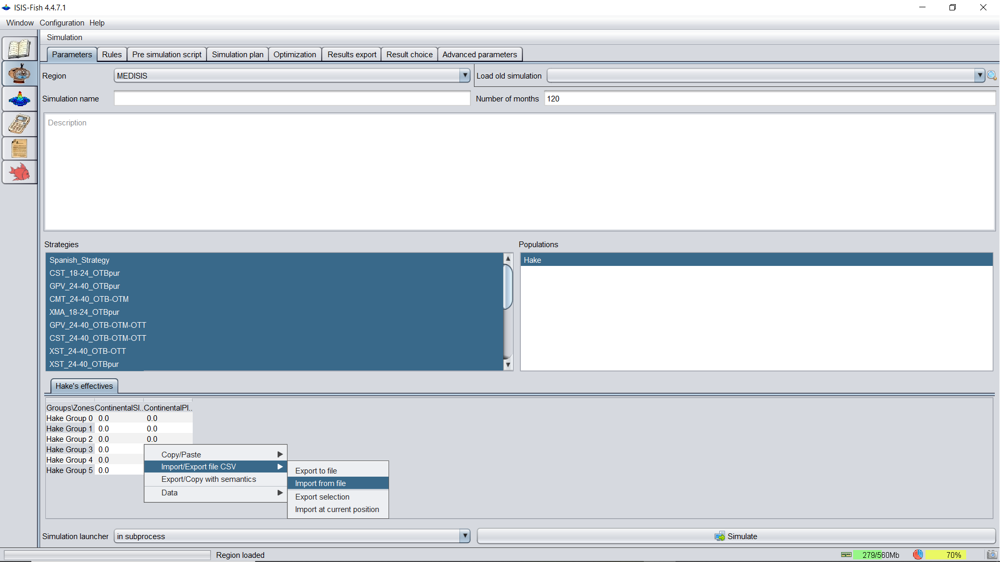 ISIS-Fish 4.4.7.1
Window Configuration Help
Simulation
Parameters Rules Pre simulation script Simulation plan Optimization Results export Result choice Advanced parameters
Region MEDISIS Load old simulation
Simulation name Number of months 120
Description
Strategies Populations
Spanish_Strategy Hake
CST_18-24_OTBpur
GPV_24-40_OTBpur
CMT_24-40_OTB-OTM
XMA_18-24_OTBpur
GPV_24-40_OTB-OTM-OTT
CST_24-40_OTB-OTM-OTT
XST_24-40_OTB-OTT
XST_24-40_OTBpur
Hake's effectives
Groups\Zones ContinentalSl.. ContinentalPl..
Hake Group 0 0.0 0.0
Hake Group 1 0.0 0.0
Hake Group 2 0.0 0.0
Hake Group 3 0.0
Hake Group 4 0.0
Hake Group 5 0.0
Copy/Paste
Import/Export file CSV
Export/Copy with semantics
Data
Export to file
Import from file
Export selection
Import at current position
Simulation launcher in subprocess Simulate
Region loaded 279/560Mb 70%